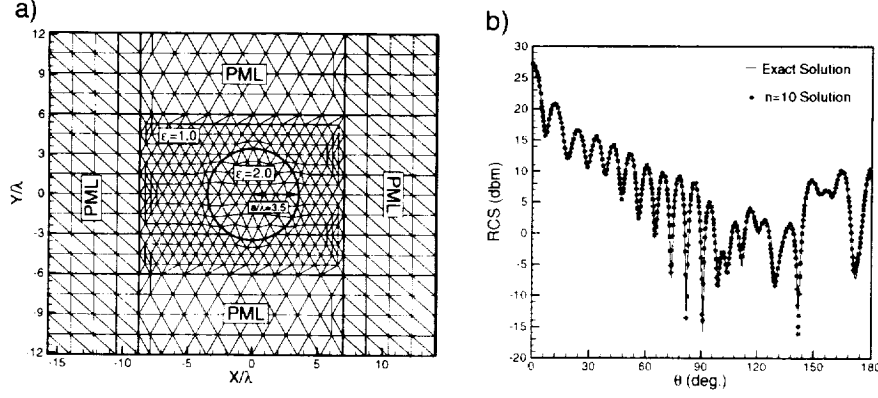 a)
12
9
6
3
0
-3
-6
-9
-12
Y/λ
PML
εr=1.0
εr=2.0
a/λ=3.5
PML
PML
PML
-15
-10
-5
0
5
10
X/λ
b)
30
25
20
15
10
5
0
-5
-10
-15
-20
RCS (dbm)
Exact Solution
n=10 Solution
0
30
60
90
120
150
180
θ (deg.)